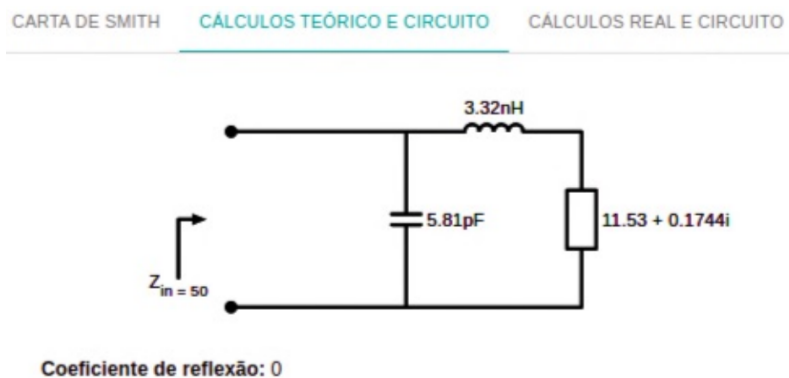 CARTA DE SMITH CÁLCULOS TEÓRICO E CIRCUITO CÁLCULOS REAL E CIRCUITO
3.32nH
5.81pF
11.53 + 0.1744i
Zin = 50
Coeficiente de reflexão: 0